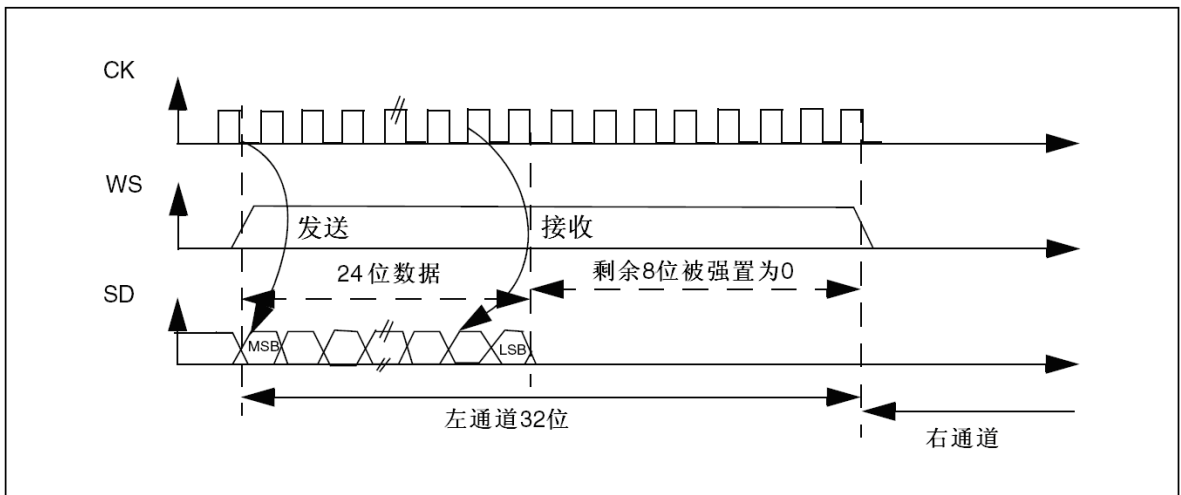 CK
WS
发送
接收
24位数据
剩余8位被强置为0
SD
MSB
LSB
左通道32位
右通道